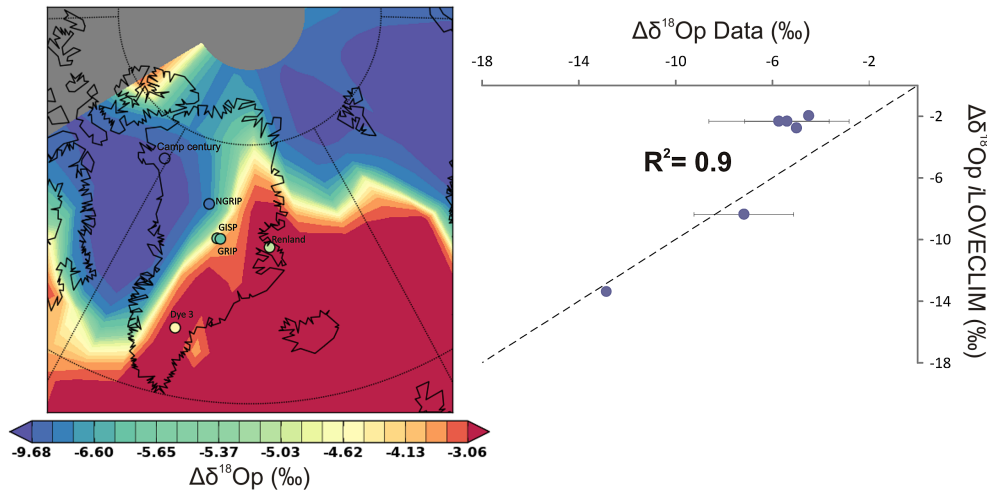 Camp century
NGRIP
GISP
GRIP
Renland
Dye 3
-9.68 -6.60 -5.65 -5.37 -5.03 -4.62 -4.13 -3.06
Δδ¹⁸Op (‰)
Δδ¹⁸Op Data (‰)
-18 -14 -10 -6 -2
-2
-6
-10
-14
-18
R²= 0.9
Δδ¹⁸Op iLOVECLIM (‰)